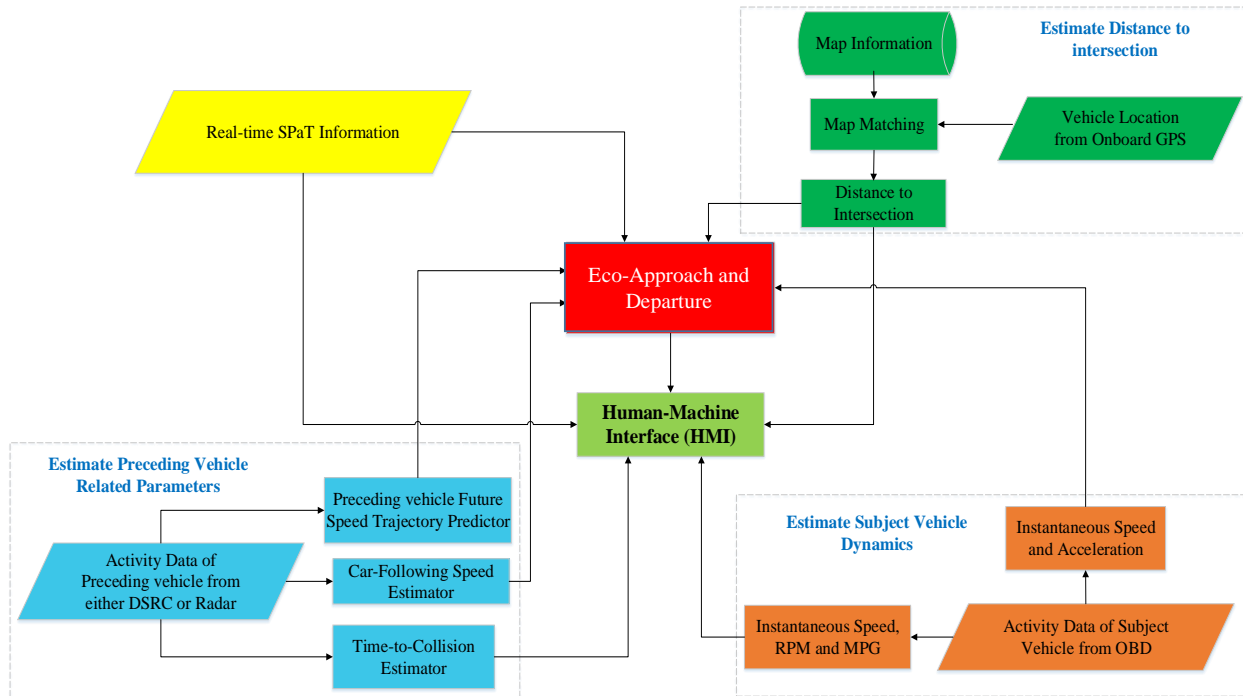 Estimate Distance to
intersection
Map Information
Map Matching
Vehicle Location
from Onboard GPS
Distance to
Intersection
Real-time SPaT Information
Eco-Approach and
Departure
Human-Machine
Interface (HMI)
Estimate Preceding Vehicle
Related Parameters
Preceding vehicle Future
Speed Trajectory Predictor
Activity Data of
Preceding vehicle from
either DSRC or Radar
Car-Following Speed
Estimator
Time-to-Collision
Estimator
Estimate Subject Vehicle
Dynamics
Instantaneous Speed
and Acceleration
Instantaneous Speed,
RPM and MPG
Activity Data of Subject
Vehicle from OBD